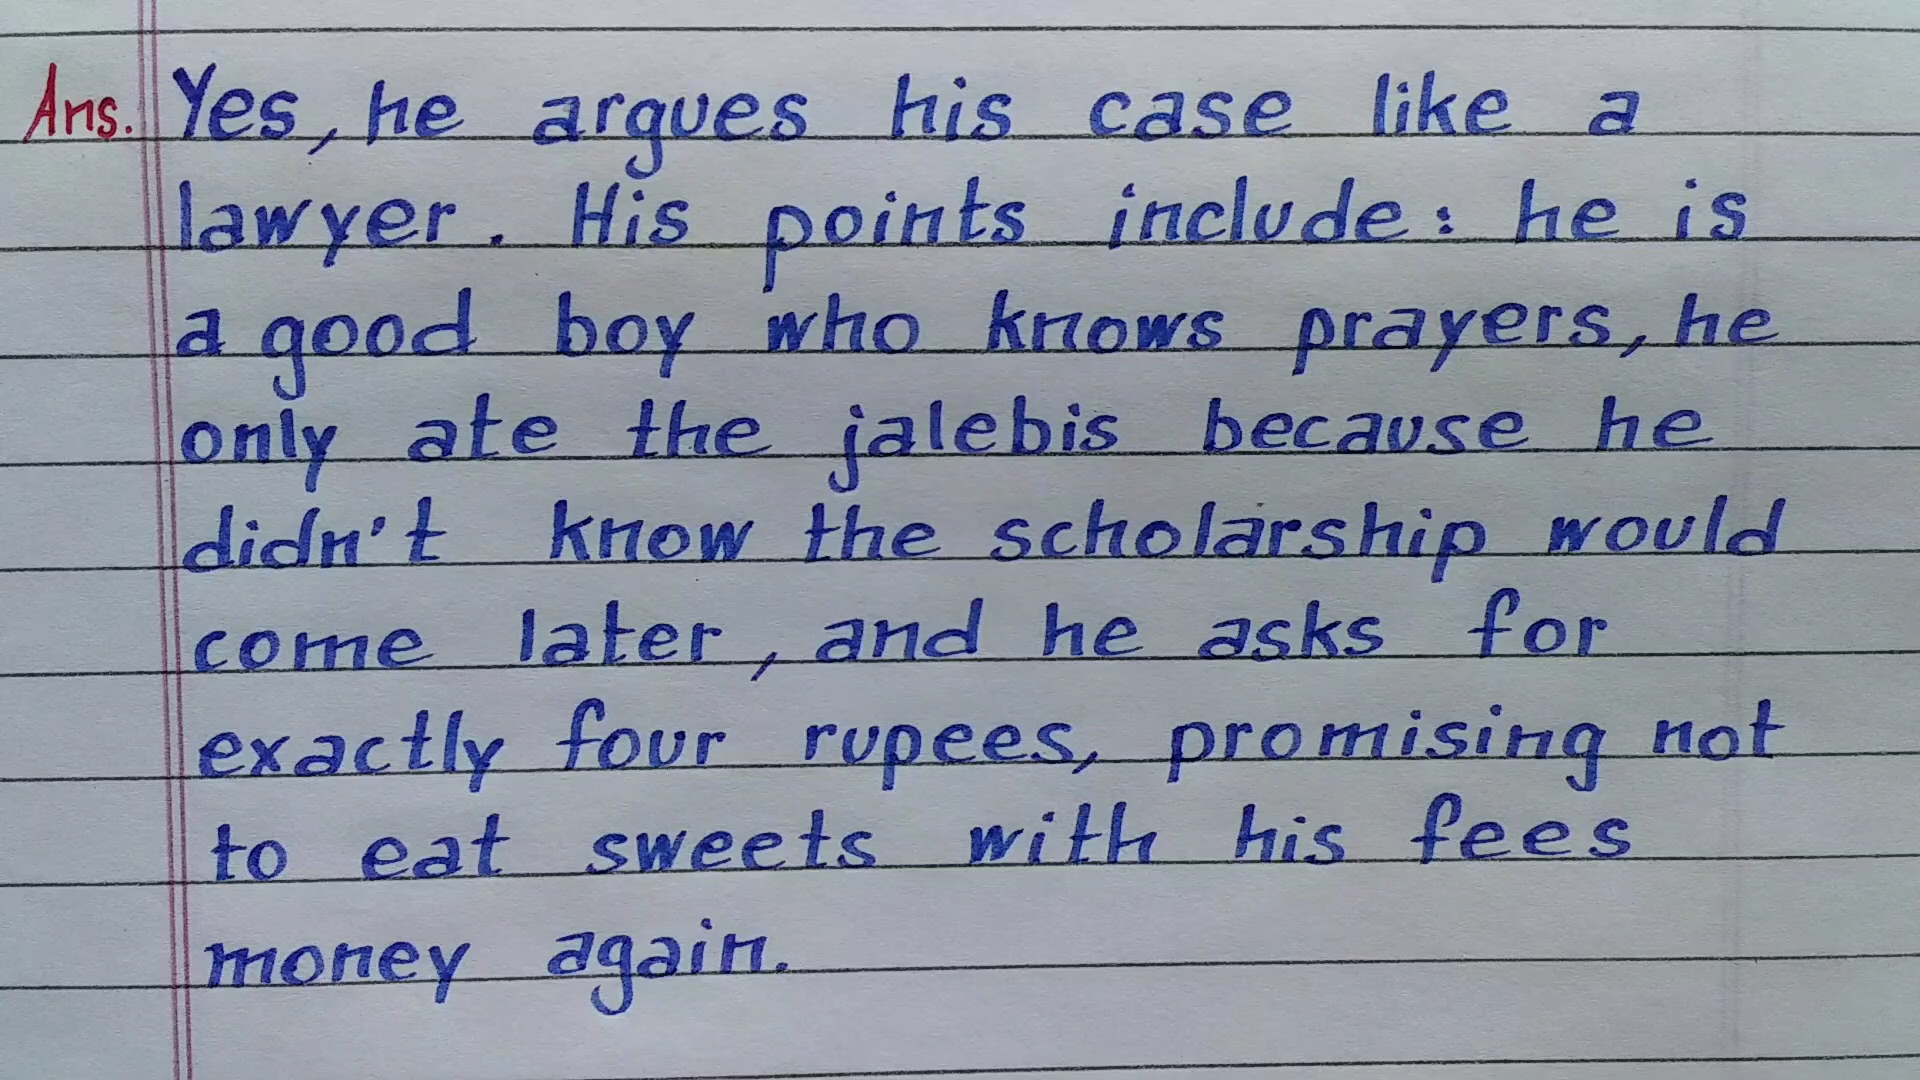 Ans. Yes, he argues his case like a
lawyer. His points include: he is
a good boy who knows prayers, he
only ate the jalebis because he
didn't know the scholarship would
come later, and he asks for
exactly four rupees, promising not
to eat sweets with his fees
money again.